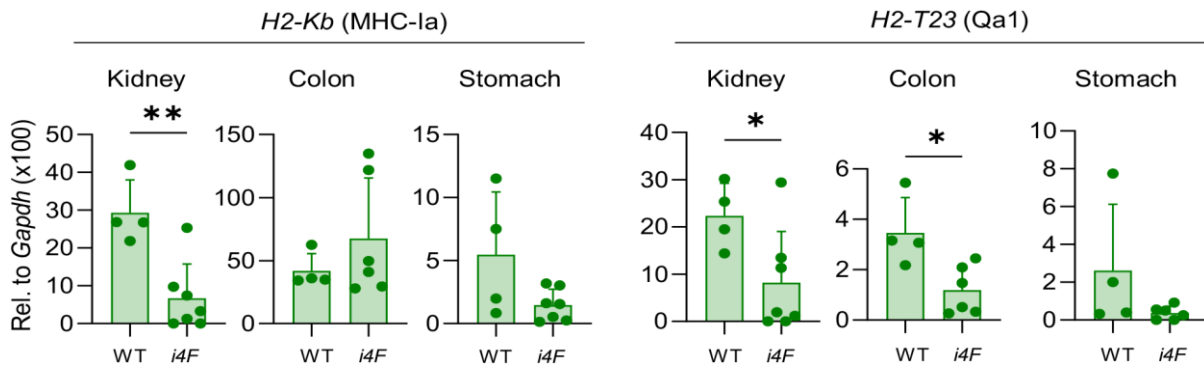 H2-Kb (MHC-Ia) H2-T23 (Qa1)
Kidney Colon Stomach Kidney Colon Stomach
Rel. to Gapdh (x100)
50 40 30 20 10 0
**
WT i4F
150 100 50 0
WT i4F
15 10 5 0
WT i4F
40 30 20 10 0
*
WT i4F
6 4 2 0
*
WT i4F
10 8 6 4 2 0
WT i4F